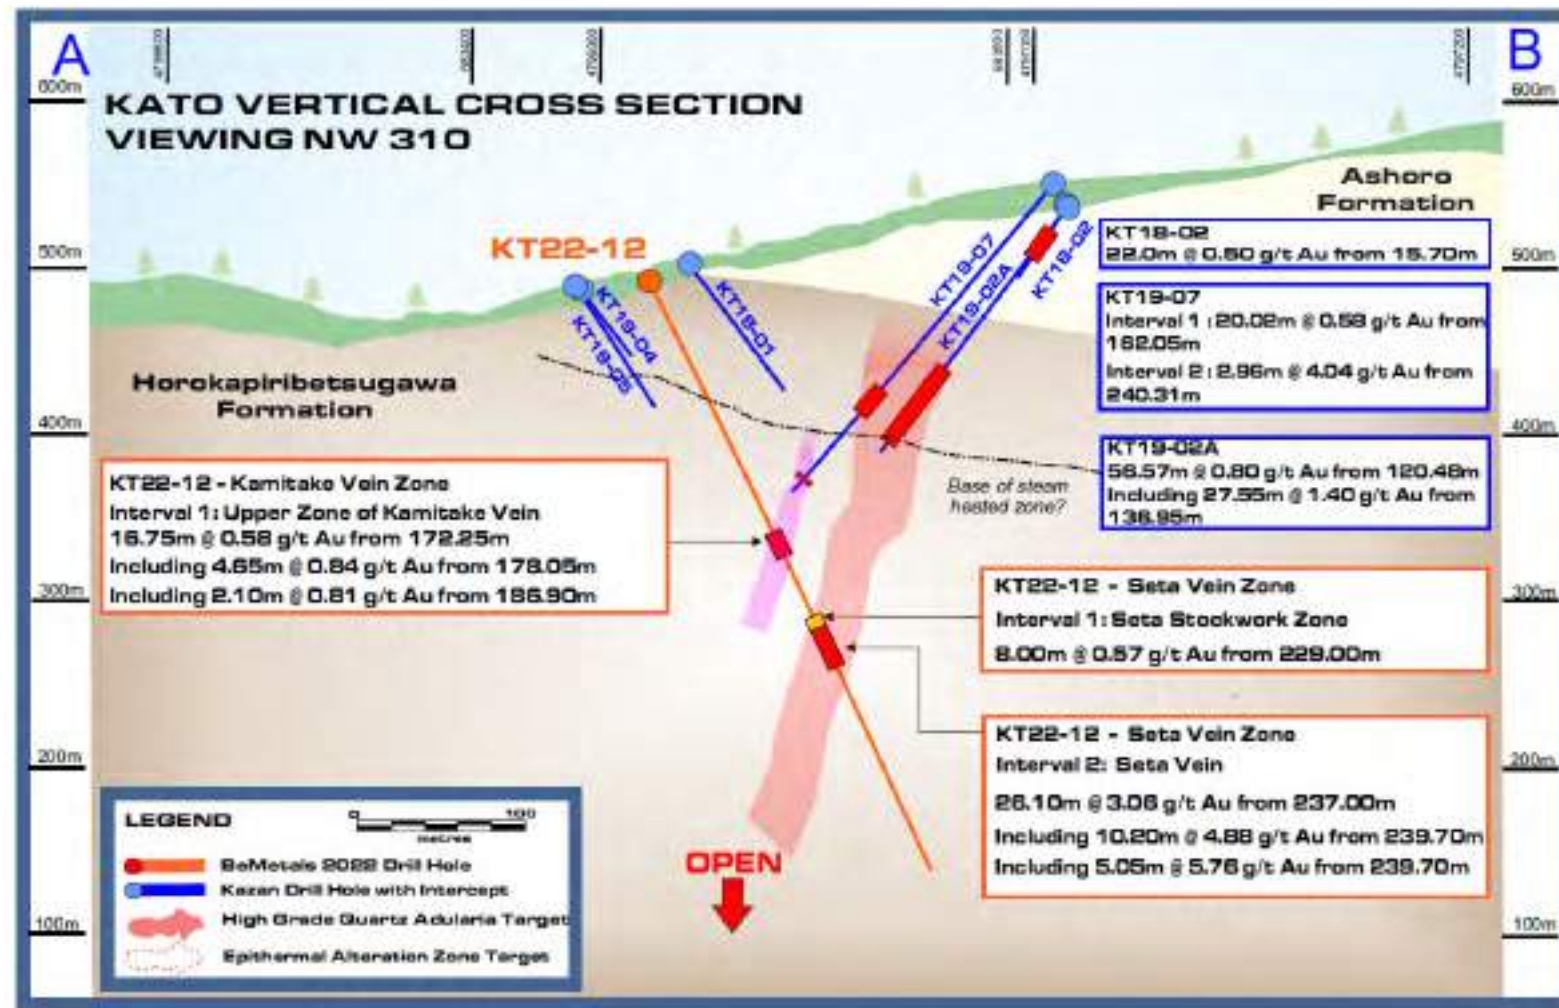 A
B
600m
600m
KATO VERTICAL CROSS SECTION
VIEWING NW 310
Ashoro
Formation
KT22-12
500m
500m
KT19-07
KT18-02
KT19-02A
KT18-01
KT19-04
KT19-05
KT18-02
22.0m @ 0.60 g/t Au from 15.70m
KT19-07
Interval 1 : 20.02m @ 0.58 g/t Au from
162.05m
Interval 2 : 2.96m @ 4.04 g/t Au from
240.31m
Horokapiribetsugawa
Formation
400m
400m
KT19-02A
56.57m @ 0.80 g/t Au from 120.48m
Including 27.55m @ 1.40 g/t Au from
136.95m
Base of steam
heated zone?
KT22-12 - Kamitake Vein Zone
Interval 1: Upper Zone of Kamitake Vein
16.75m @ 0.58 g/t Au from 172.25m
Including 4.65m @ 0.84 g/t Au from 178.05m
Including 2.10m @ 0.81 g/t Au from 186.90m
300m
300m
KT22-12 - Seta Vein Zone
Interval 1: Seta Stockwork Zone
8.00m @ 0.57 g/t Au from 229.00m
KT22-12 - Seta Vein Zone
Interval 2: Seta Vein
26.10m @ 3.06 g/t Au from 237.00m
Including 10.20m @ 4.88 g/t Au from 239.70m
Including 5.05m @ 5.76 g/t Au from 239.70m
200m
200m
OPEN
LEGEND
0 100
metres
BeMetals 2022 Drill Hole
Kazan Drill Hole with Intercept
High Grade Quartz Adularia Target
Epithermal Alteration Zone Target
100m
100m